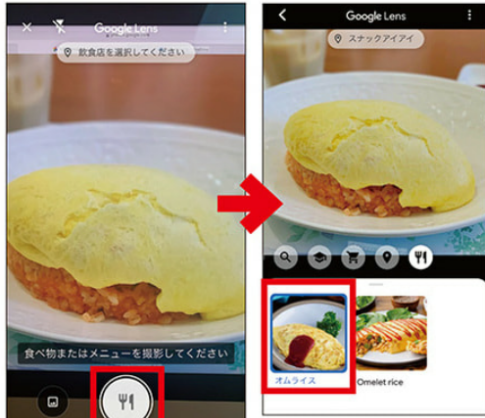 Google Lens
飲食店を選択してください
食べ物またはメニューを撮影してください
Google Lens
スナックアイアイ
オムライス
Omelet rice